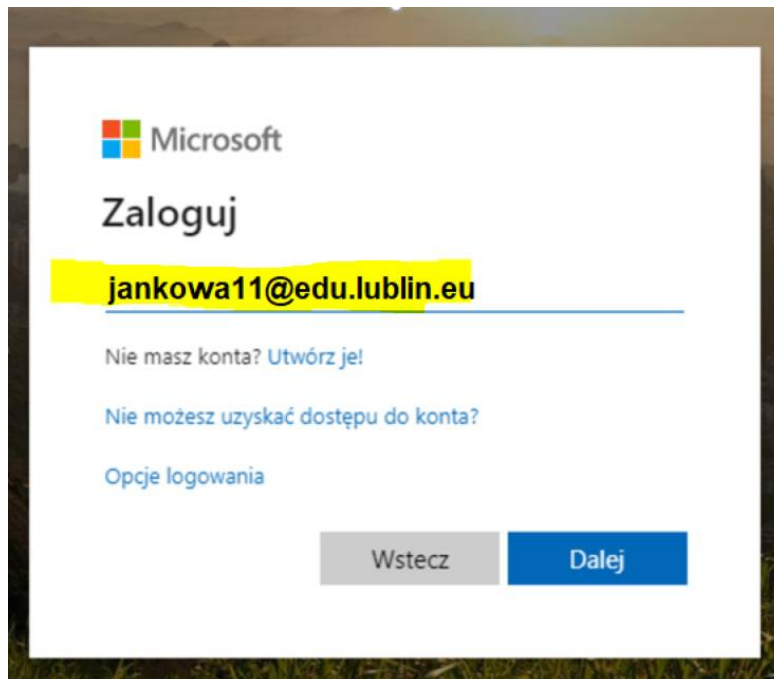 Microsoft
Zaloguj
jankowa11@edu.lublin.eu
Nie masz konta? Utwórz je!
Nie możesz uzyskać dostępu do konta?
Opcje logowania
Wstecz Dalej